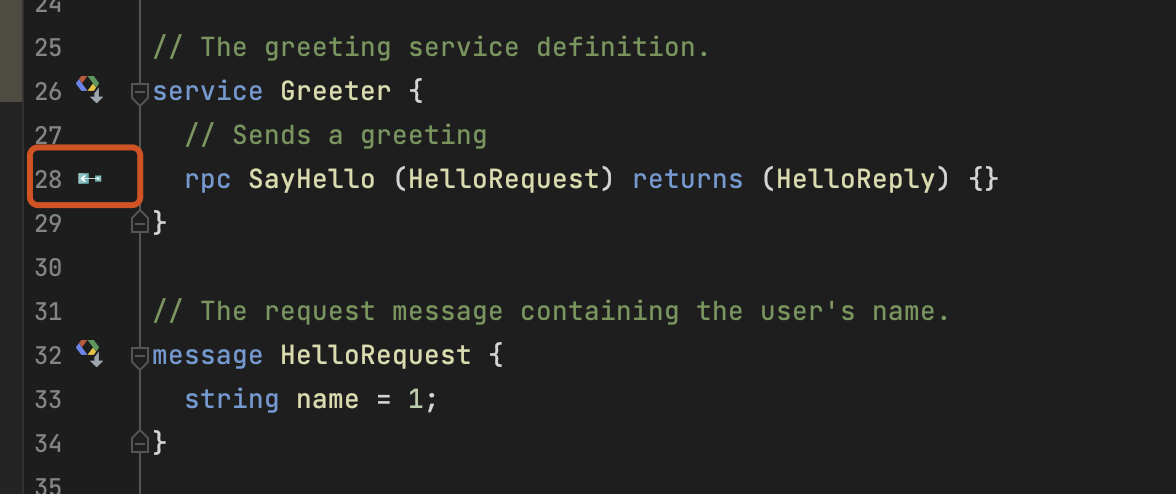 24
25 // The greeting service definition.
26 service Greeter {
27 // Sends a greeting
28 rpc SayHello (HelloRequest) returns (HelloReply) {}
29 }
30
31 // The request message containing the user's name.
32 message HelloRequest {
33 string name = 1;
34 }
35